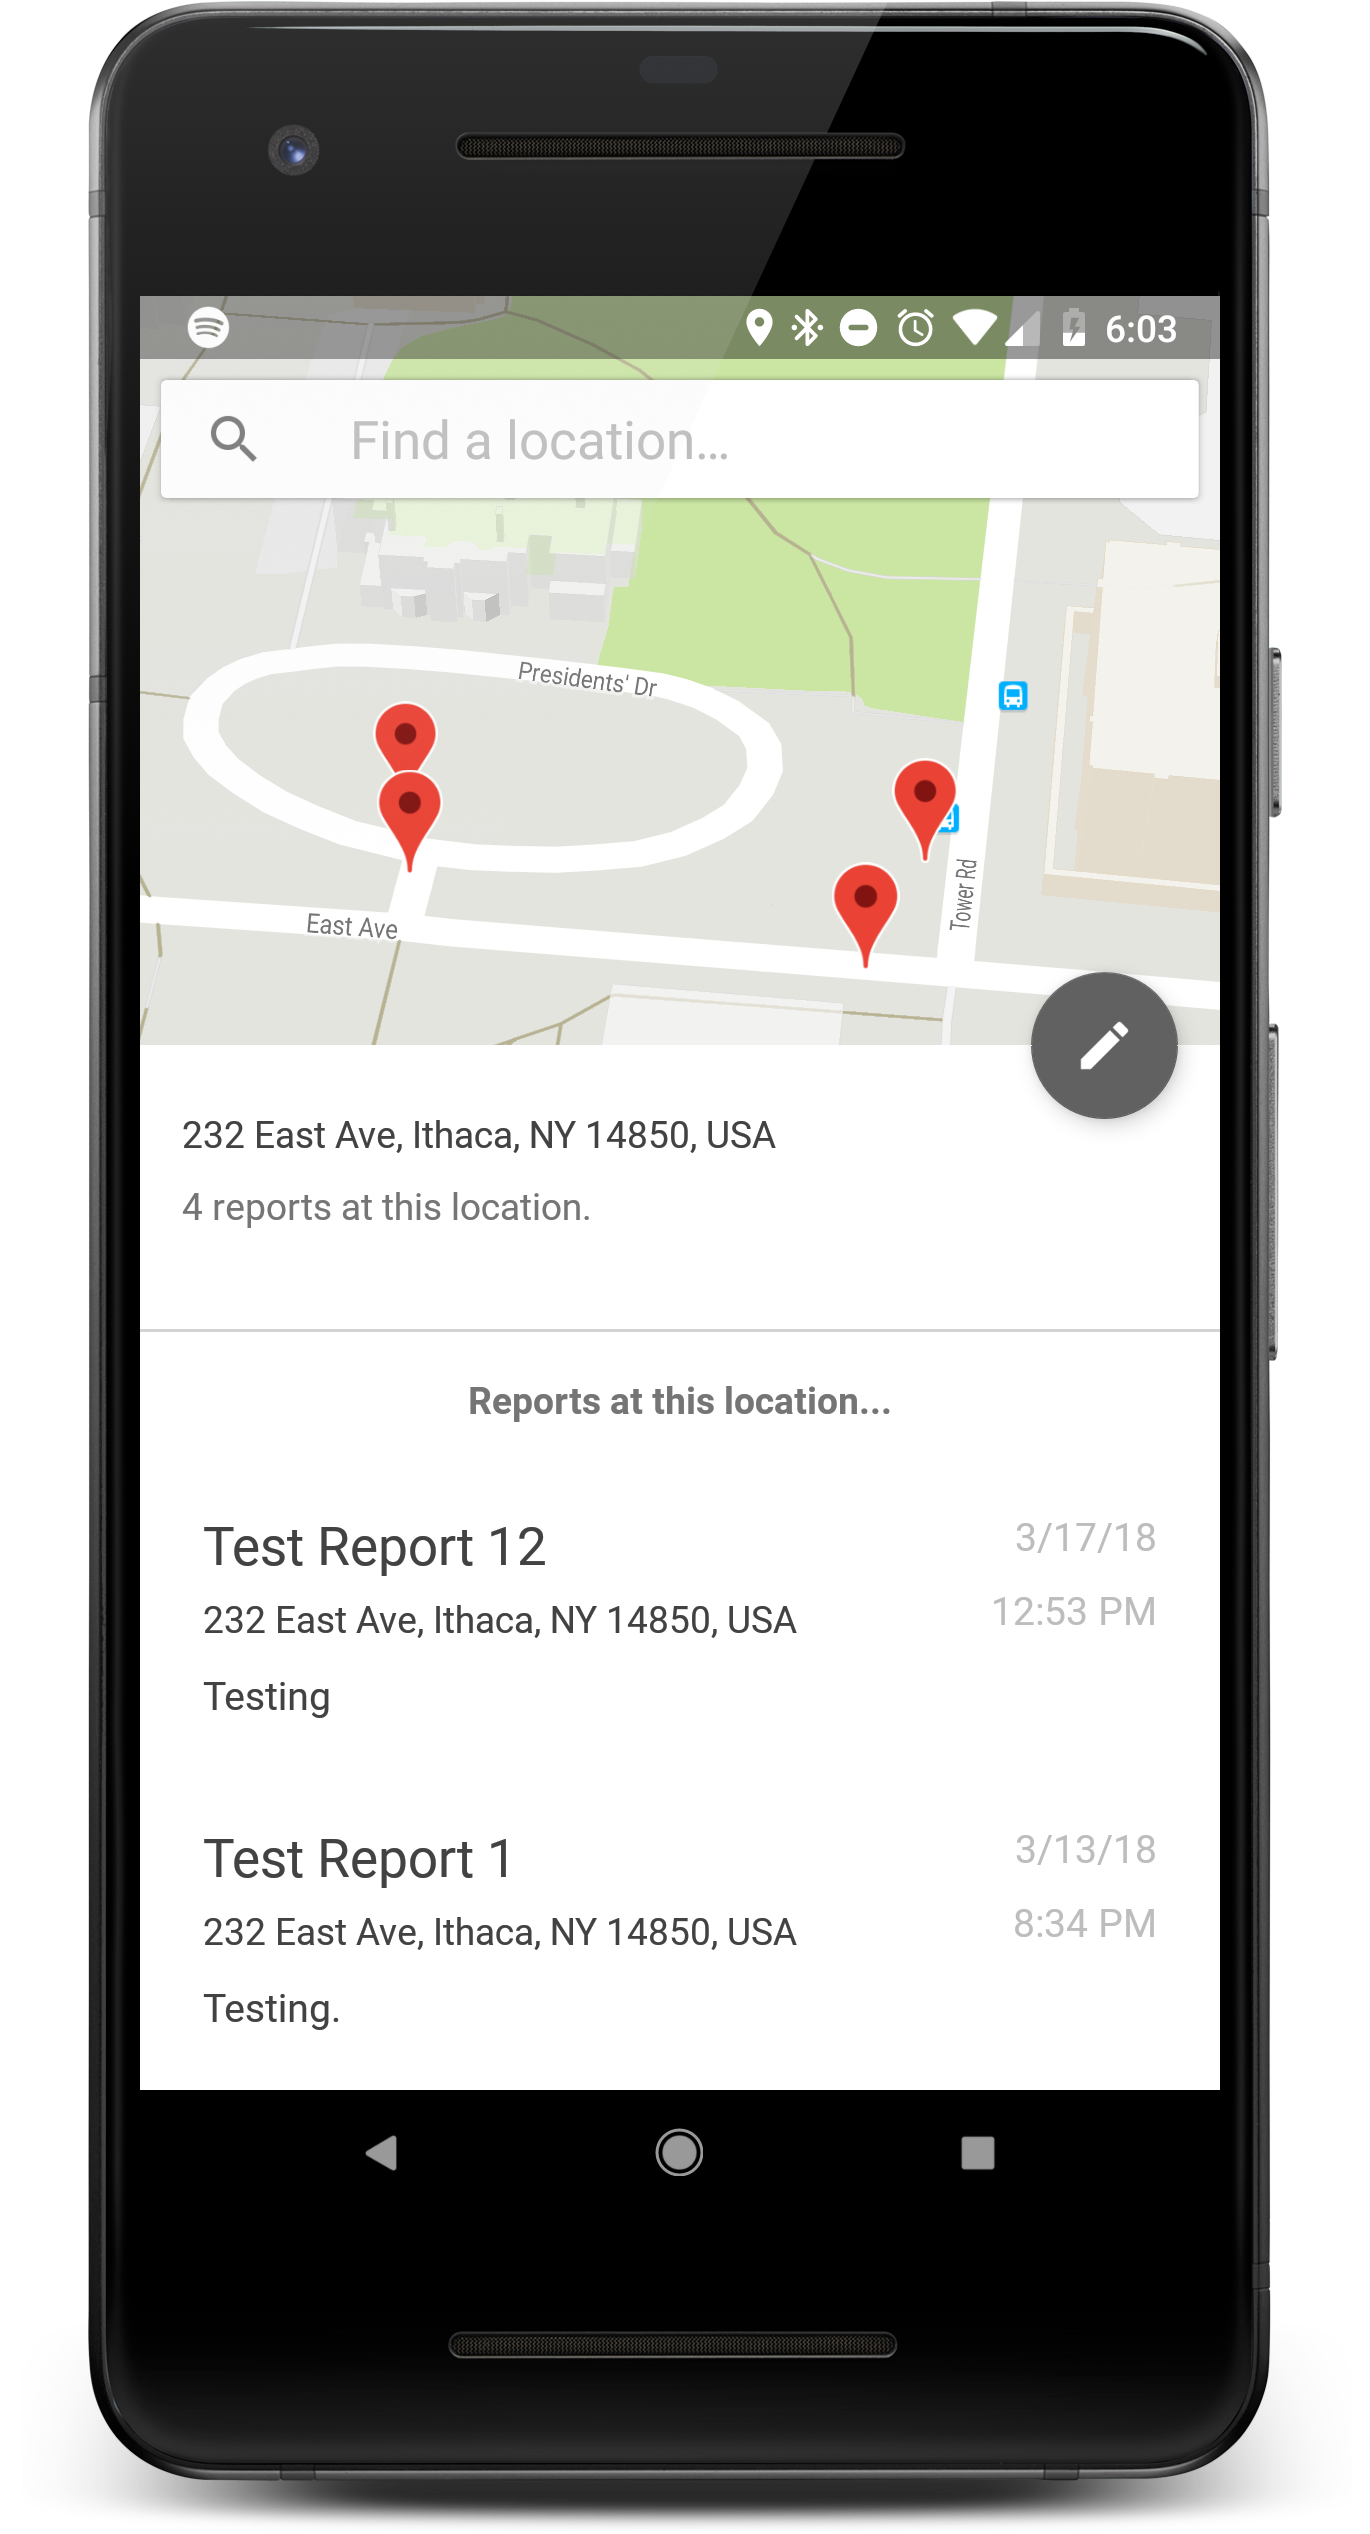 6:03
Find a location...
Presidents' Dr
East Ave
Tower Rd
232 East Ave, Ithaca, NY 14850, USA
4 reports at this location.
Reports at this location...
Test Report 12
3/17/18
232 East Ave, Ithaca, NY 14850, USA
12:53 PM
Testing
Test Report 1
3/13/18
232 East Ave, Ithaca, NY 14850, USA
8:34 PM
Testing.